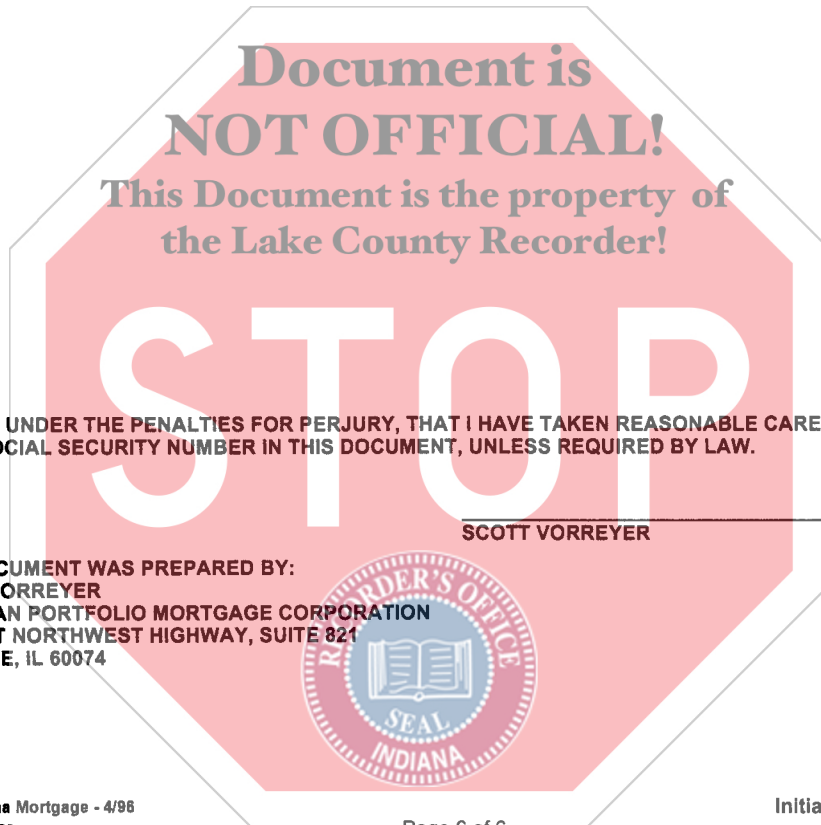 Document is
NOT OFFICIAL!
This Document is the property of
the Lake County Recorder!
STOP
UNDER THE PENALTIES FOR PERJURY, THAT I HAVE TAKEN REASONABLE CARE
OCIAL SECURITY NUMBER IN THIS DOCUMENT, UNLESS REQUIRED BY LAW.
SCOTT VORREYER
CUMENT WAS PREPARED BY:
ORREYER
AN PORTFOLIO MORTGAGE CORPORATION
T NORTHWEST HIGHWAY, SUITE 821
E, IL 60074
RECORDER'S OFFICE
SEAL
INDIANA
a Mortgage - 4/96
Initia